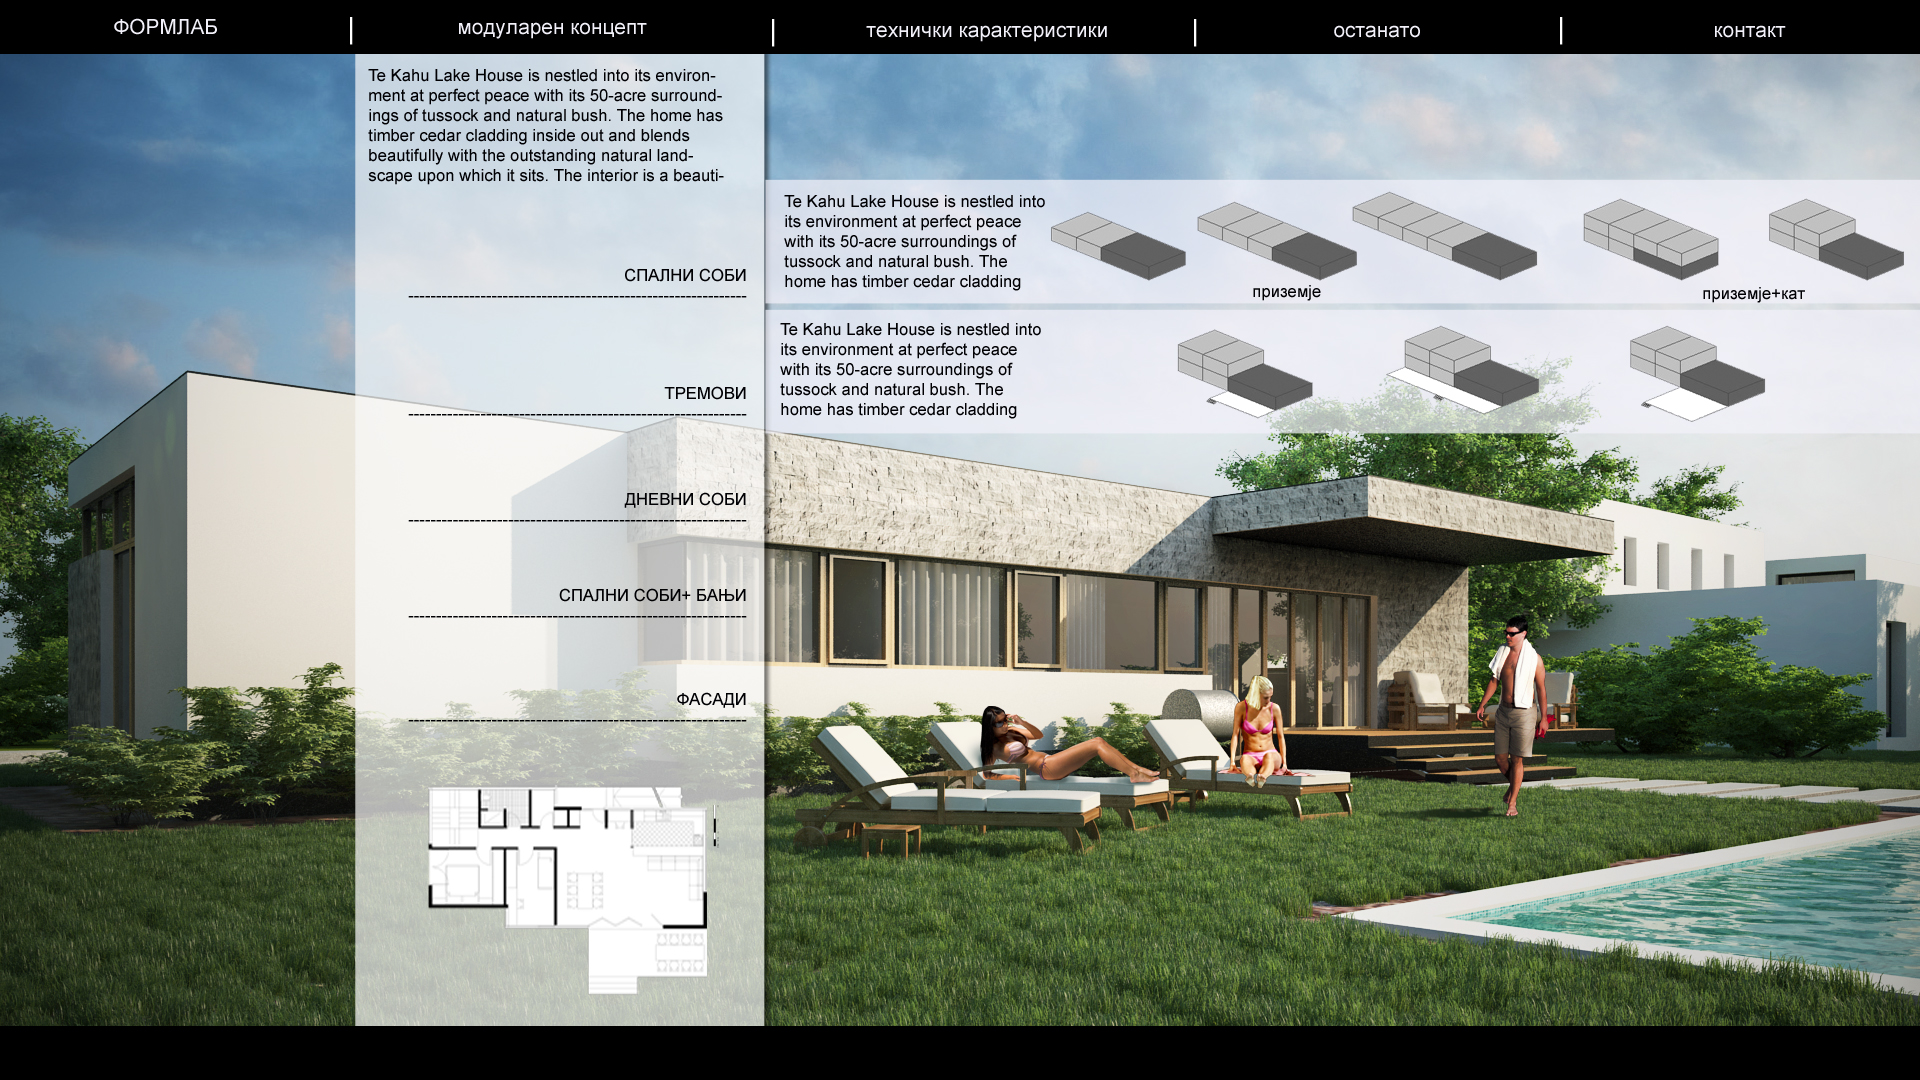 ФОРМЛАБ
модуларен концепт
технички карактеристики
останато
контакт
Te Kahu Lake House is nestled into its environ-
ment at perfect peace with its 50-acre surround-
ings of tussock and natural bush. The home has
timber cedar cladding inside out and blends
beautifully with the outstanding natural land-
scape upon which it sits. The interior is a beauti-
СПАЛНИ СОБИ
ТРЕМОВИ
ДНЕВНИ СОБИ
СПАЛНИ СОБИ+ БАЊИ
ФАСАДИ
Te Kahu Lake House is nestled into
its environment at perfect peace
with its 50-acre surroundings of
tussock and natural bush. The
home has timber cedar cladding
приземје
приземје+кат
Te Kahu Lake House is nestled into
its environment at perfect peace
with its 50-acre surroundings of
tussock and natural bush. The
home has timber cedar cladding